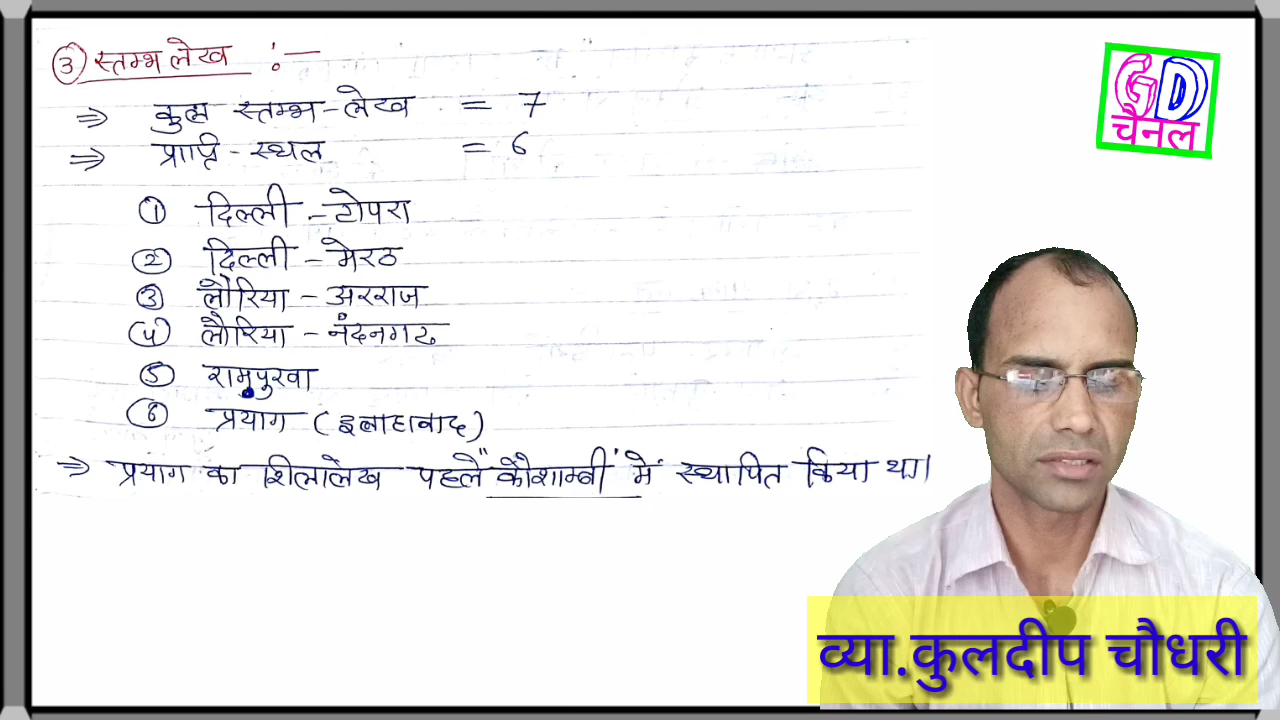 ③ स्तम्भ लेख :—
⇒ कुल स्तम्भ-लेख = 7
⇒ प्राप्ति-स्थल = 6
① दिल्ली - टोपरा
② दिल्ली - मेरठ
③ लौरिया - अरराज
④ लौरिया - नंदनगढ
⑤ रामपुरवा
⑥ प्रयाग (इलाहाबाद)
⇒ प्रयाग का शिलालेख पहले "कौशाम्बी" में स्थापित किया था।
GD
चैनल
व्या.कुलदीप चौधरी